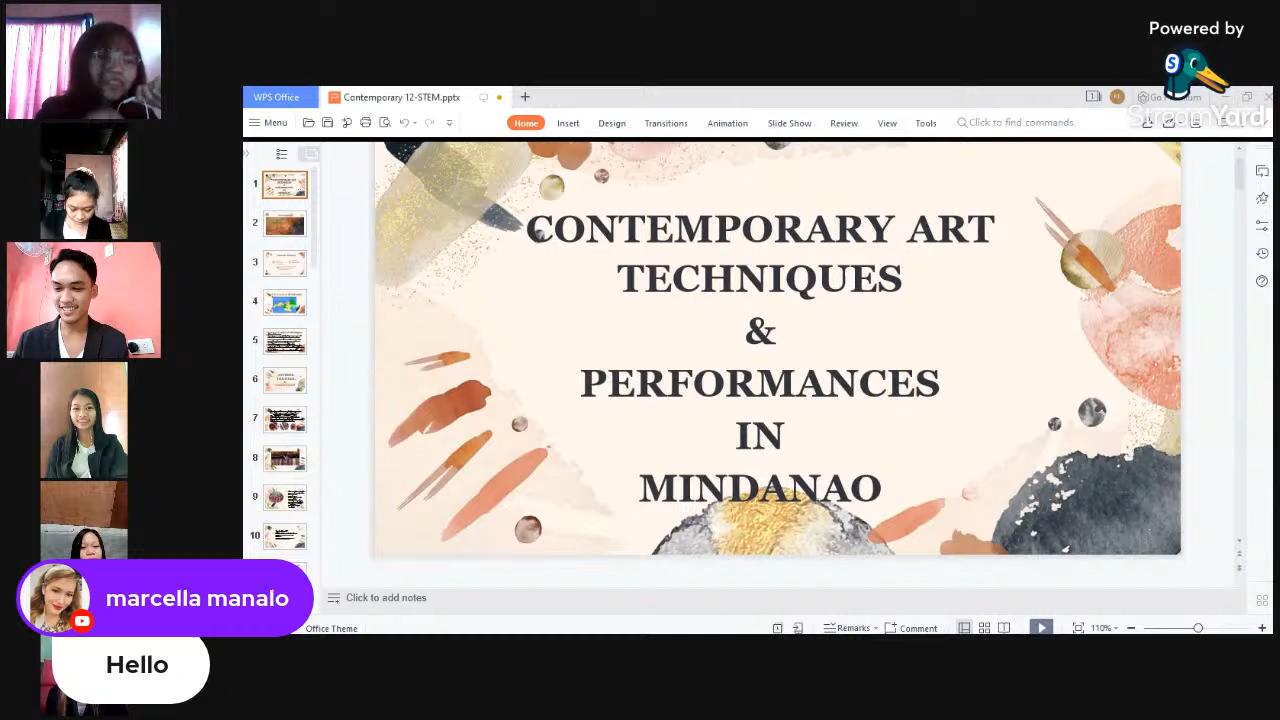 Powered by
StreamYard
WPS Office
Contemporary 12-STEM.pptx
Menu
Home
Insert
Design
Transitions
Animation
Slide Show
Review
View
Tools
Click to find commands
1
2
3
4
5
6
7
8
9
10
CONTEMPORARY ART
TECHNIQUES
&
PERFORMANCES
IN
MINDANAO
Click to add notes
Office Theme
Remarks
Comment
110%
marcella manalo
Hello